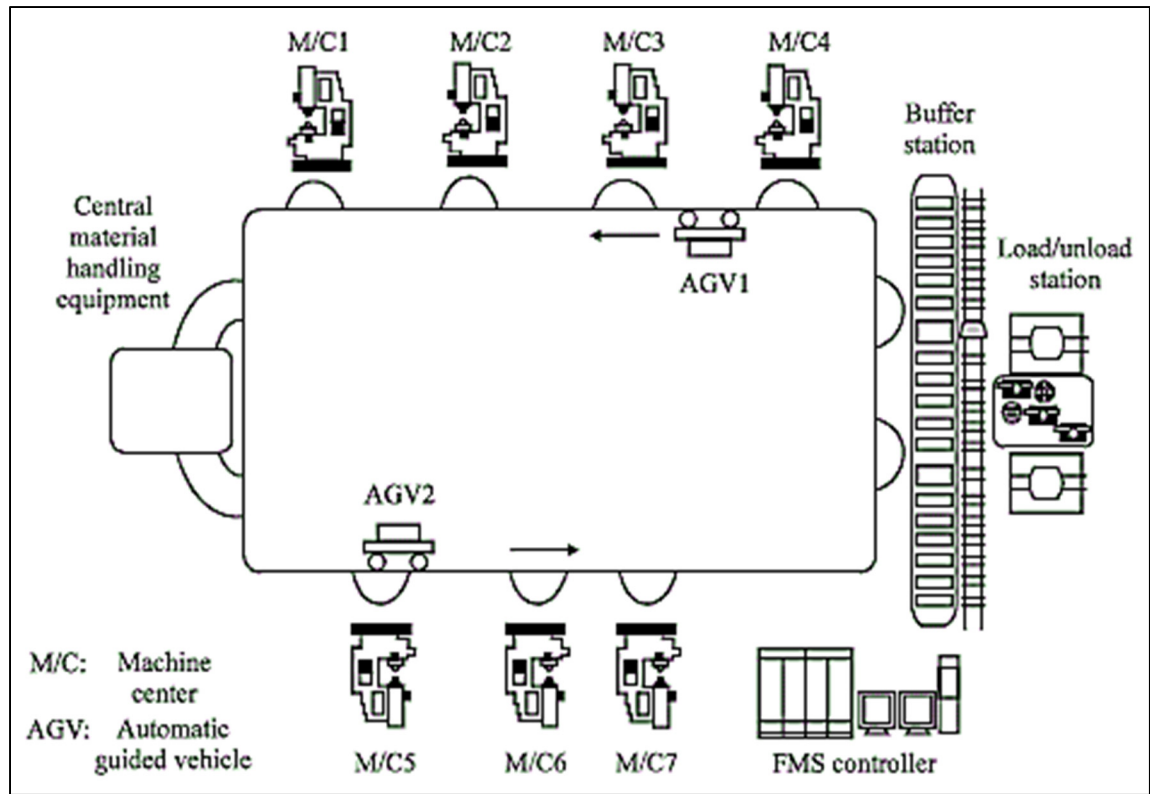 M/C1
M/C2
M/C3
M/C4
Buffer
station
Central
material
handling
equipment
Load/unload
station
AGV1
AGV2
M/C: Machine
center
AGV: Automatic
guided vehicle
M/C5
M/C6
M/C7
FMS controller